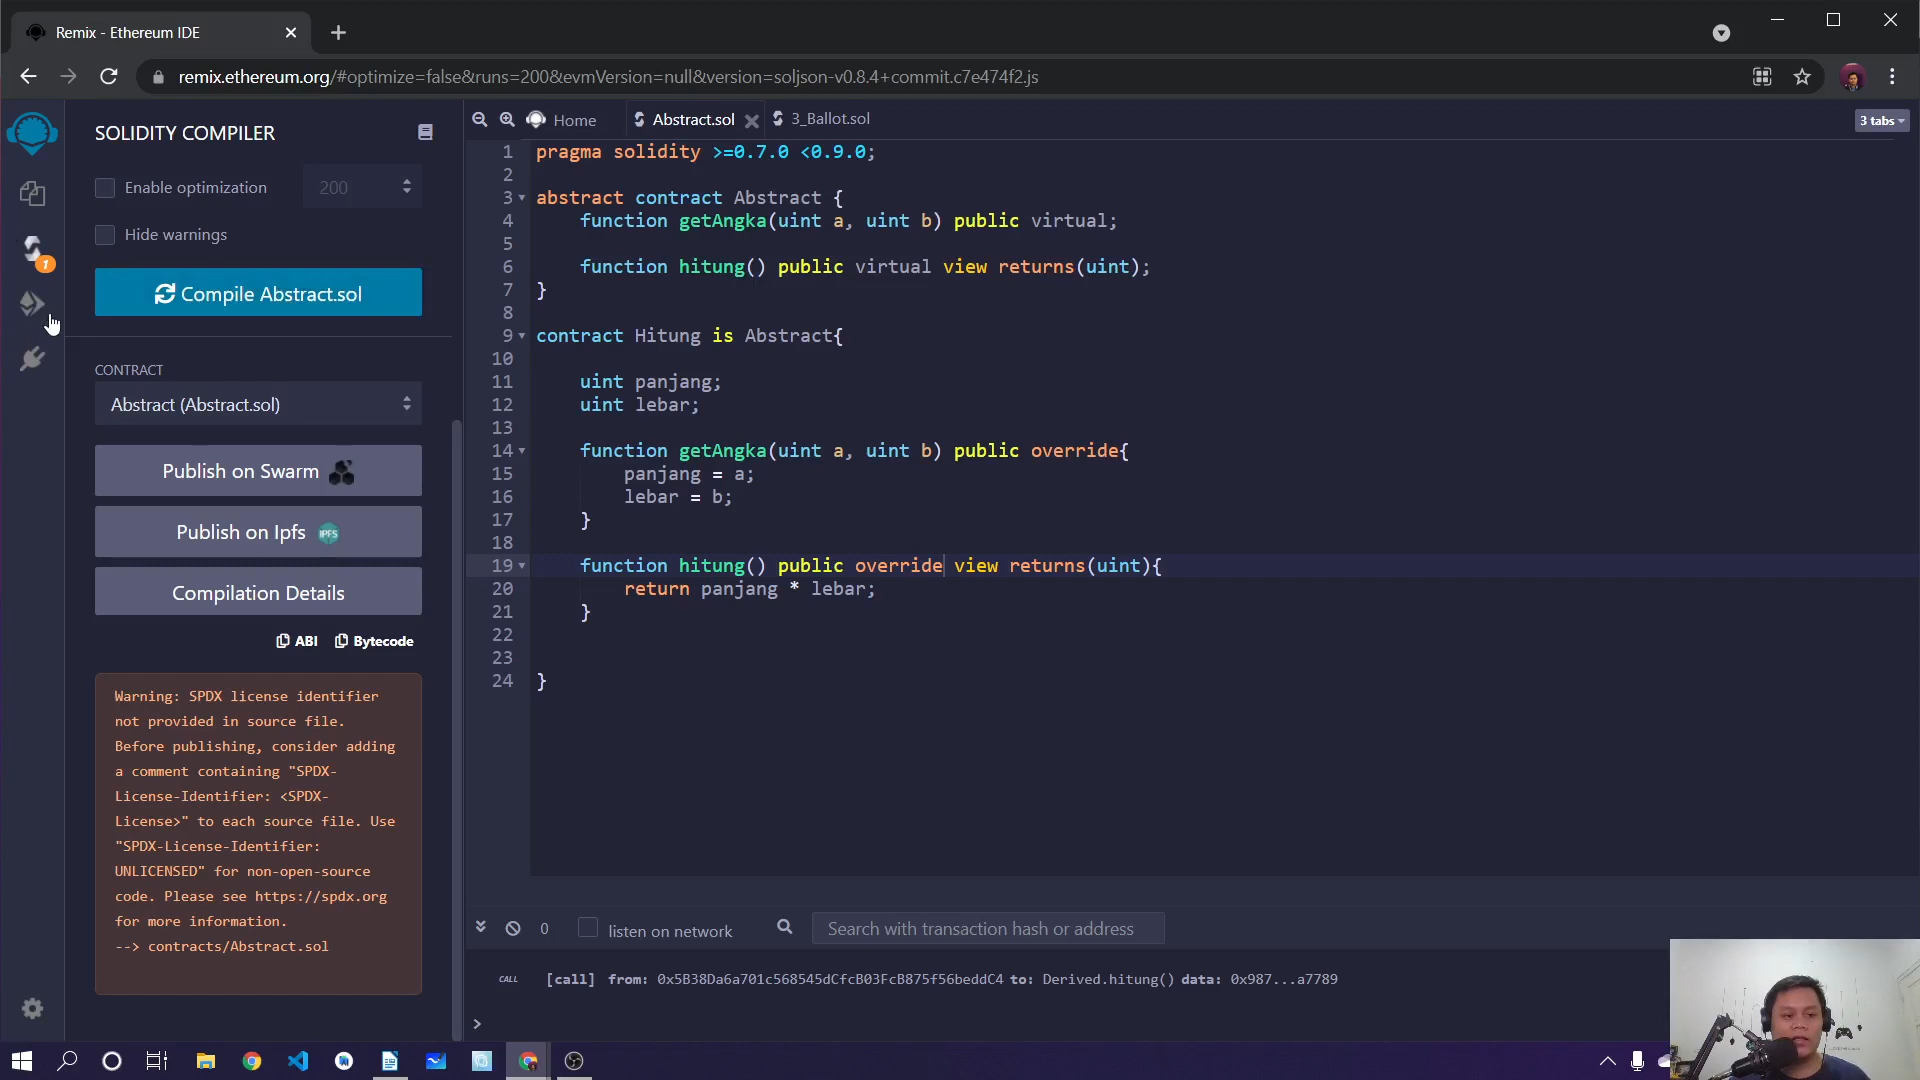 Remix - Ethereum IDE
remix.ethereum.org/#optimize=false&runs=200&evmVersion=null&version=soljson-v0.8.4+commit.c7e474f2.js
SOLIDITY COMPILER
Enable optimization
200
Hide warnings
1
Compile Abstract.sol
CONTRACT
Abstract (Abstract.sol)
Publish on Swarm
Publish on Ipfs
IPFS
Compilation Details
ABI
Bytecode
Warning: SPDX license identifier
not provided in source file.
Before publishing, consider adding
a comment containing "SPDX-
License-Identifier: <SPDX-
License>" to each source file. Use
"SPDX-License-Identifier:
UNLICENSED" for non-open-source
code. Please see https://spdx.org
for more information.
--> contracts/Abstract.sol
Home
Abstract.sol
3_Ballot.sol
3 tabs
1 pragma solidity >=0.7.0 <0.9.0;
2
3 abstract contract Abstract {
4 function getAngka(uint a, uint b) public virtual;
5
6 function hitung() public virtual view returns(uint);
7 }
8
9 contract Hitung is Abstract{
10
11 uint panjang;
12 uint lebar;
13
14 function getAngka(uint a, uint b) public override{
15 panjang = a;
16 lebar = b;
17 }
18
19 function hitung() public override view returns(uint){
20 return panjang * lebar;
21 }
22
23
24 }
0
listen on network
Search with transaction hash or address
CALL [call] from: 0x5B38Da6a701c568545dCfcB03FcB875f56beddC4 to: Derived.hitung() data: 0x987...a7789
>